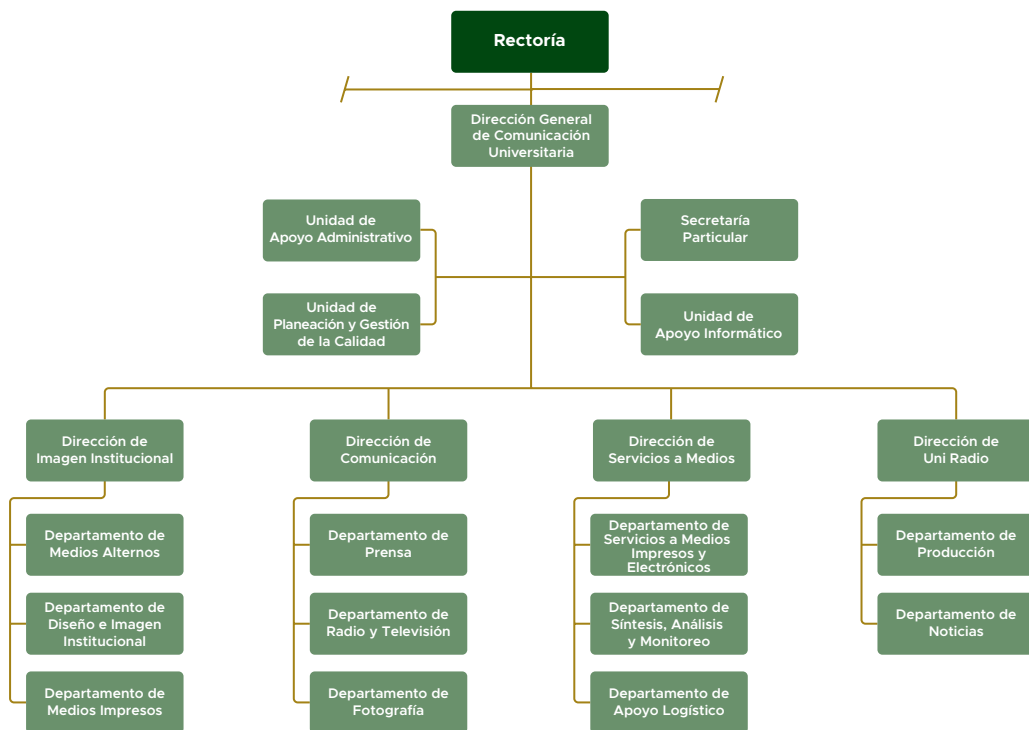 Rectoría
Dirección General
de Comunicación
Universitaria
Unidad de
Apoyo Administrativo
Secretaría
Particular
Unidad de
Planeación y Gestión
de la Calidad
Unidad de
Apoyo Informático
Dirección de
Imagen Institucional
Dirección de
Comunicación
Dirección de
Servicios a Medios
Dirección de
Uni Radio
Departamento de
Medios Alternos
Departamento de
Prensa
Departamento de
Servicios a Medios
Impresos y
Electrónicos
Departamento de
Producción
Departamento de
Diseño e Imagen
Institucional
Departamento de
Radio y Televisión
Departamento de
Síntesis, Análisis
y Monitoreo
Departamento de
Noticias
Departamento de
Medios Impresos
Departamento de
Fotografía
Departamento de
Apoyo Logístico